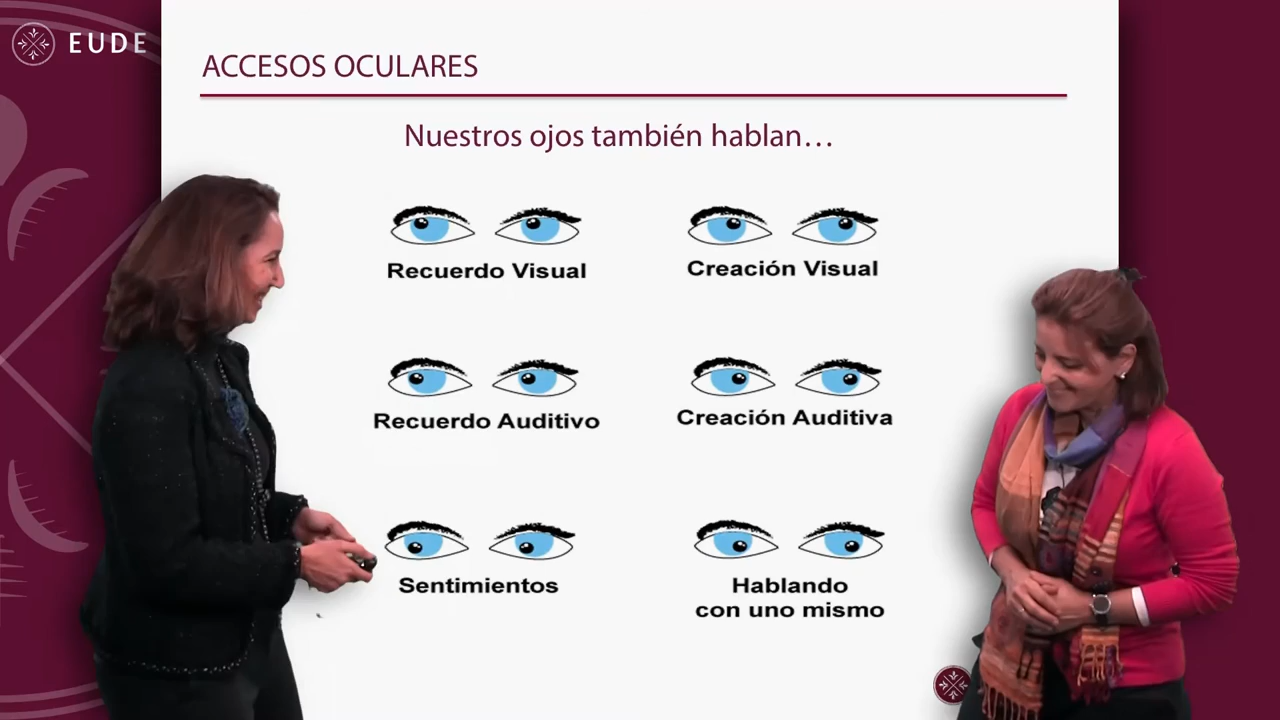 EUDE
ACCESOS OCULARES
Nuestros ojos también hablan…
Recuerdo Visual
Creación Visual
Recuerdo Auditivo
Creación Auditiva
Sentimientos
Hablando
con uno mismo